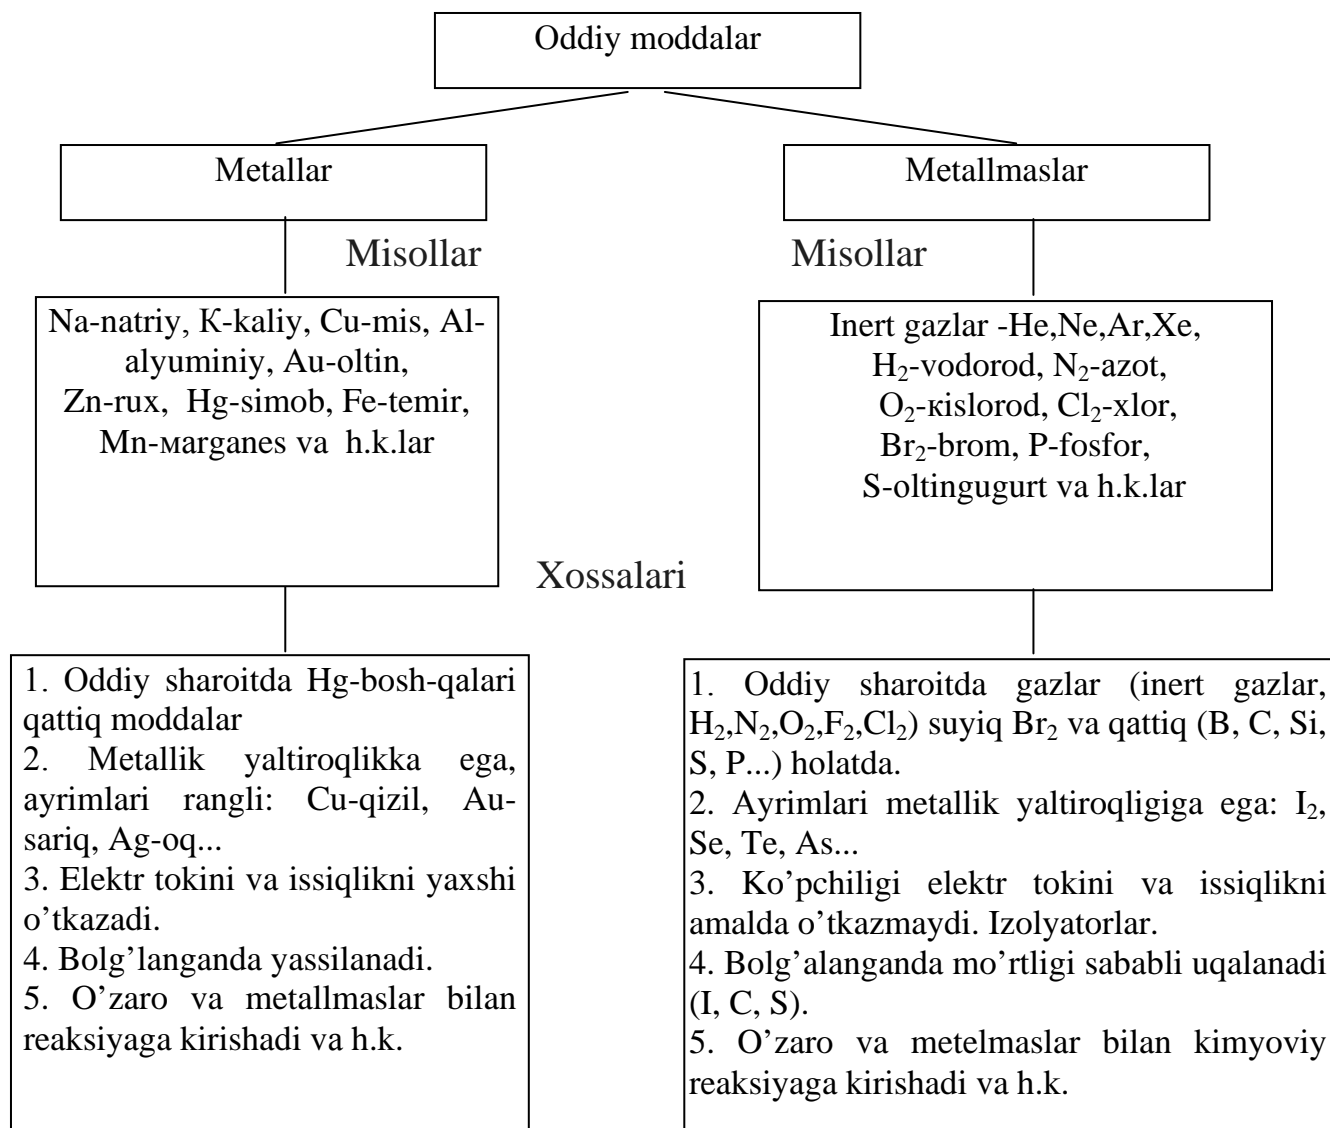 Oddiy moddalar
Metallar
Metallmaslar
Misollar
Misollar
Na-natriy, К-kaliy, Cu-mis, Al-
alyuminiy, Au-oltin,
Zn-rux, Hg-simob, Fe-temir,
Mn-мarganes va h.k.lar
Inert gazlar -He,Ne,Ar,Xe,
H₂-vodorod, N₂-azot,
O₂-кislorod, Cl₂-xlor,
Br₂-brom, P-fosfor,
S-oltingugurt va h.k.lar
Xossalari
1. Oddiy sharoitda Hg-bosh-qalari
qattiq moddalar
2. Metallik yaltiroqlikka ega,
ayrimlari rangli: Cu-qizil, Au-
sariq, Ag-oq...
3. Elektr tokini va issiqlikni yaxshi
o’tkazadi.
4. Bolg’langanda yassilanadi.
5. O’zaro va metallmaslar bilan
reaksiyaga kirishadi va h.k.
1. Oddiy sharoitda gazlar (inert gazlar,
H₂,N₂,O₂,F₂,Cl₂) suyiq Br₂ va qattiq (B, C, Si,
S, P...) holatda.
2. Ayrimlari metallik yaltiroqligiga ega: I₂,
Se, Te, As...
3. Ko’pchiligi elektr tokini va issiqlikni
amalda o’tkazmaydi. Izolyatorlar.
4. Bolg’alanganda mo’rtligi sababli uqalanadi
(I, C, S).
5. O’zaro va metelmaslar bilan kimyoviy
reaksiyaga kirishadi va h.k.